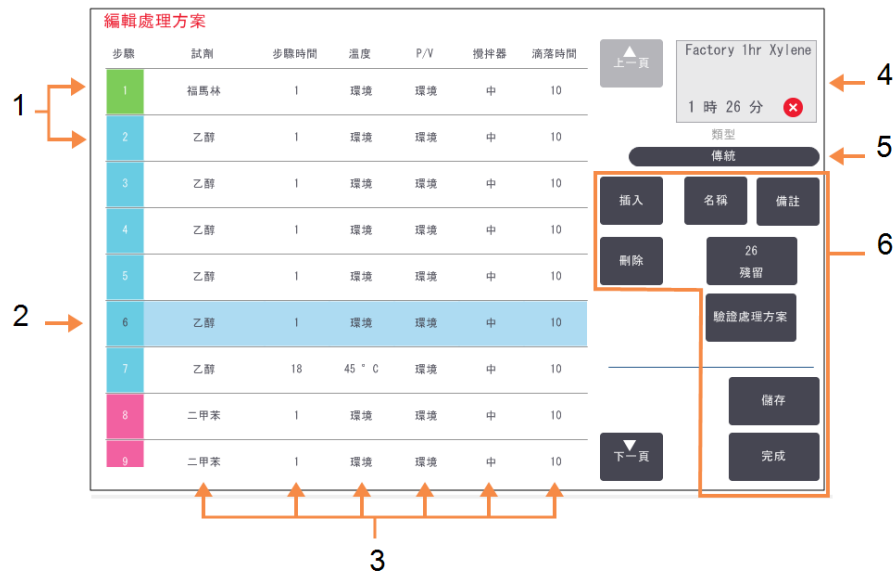 編輯處理方案
步驟 試劑 步驟時間 溫度 P/V 攪拌器 滴落時間
1 福馬林 1 環境 環境 中 10
2 乙醇 1 環境 環境 中 10
3 乙醇 1 環境 環境 中 10
4 乙醇 1 環境 環境 中 10
5 乙醇 1 環境 環境 中 10
6 乙醇 1 環境 環境 中 10
7 乙醇 18 45 ° C 環境 中 10
8 二甲苯 1 環境 環境 中 10
9 二甲苯 1 環境 環境 中 10
上一頁
Factory 1hr Xylene
1 時 26 分
類型
傳統
插入 名稱 備註
刪除
26
殘留
驗證處理方案
儲存
下一頁
完成
1
2
3
4
5
6